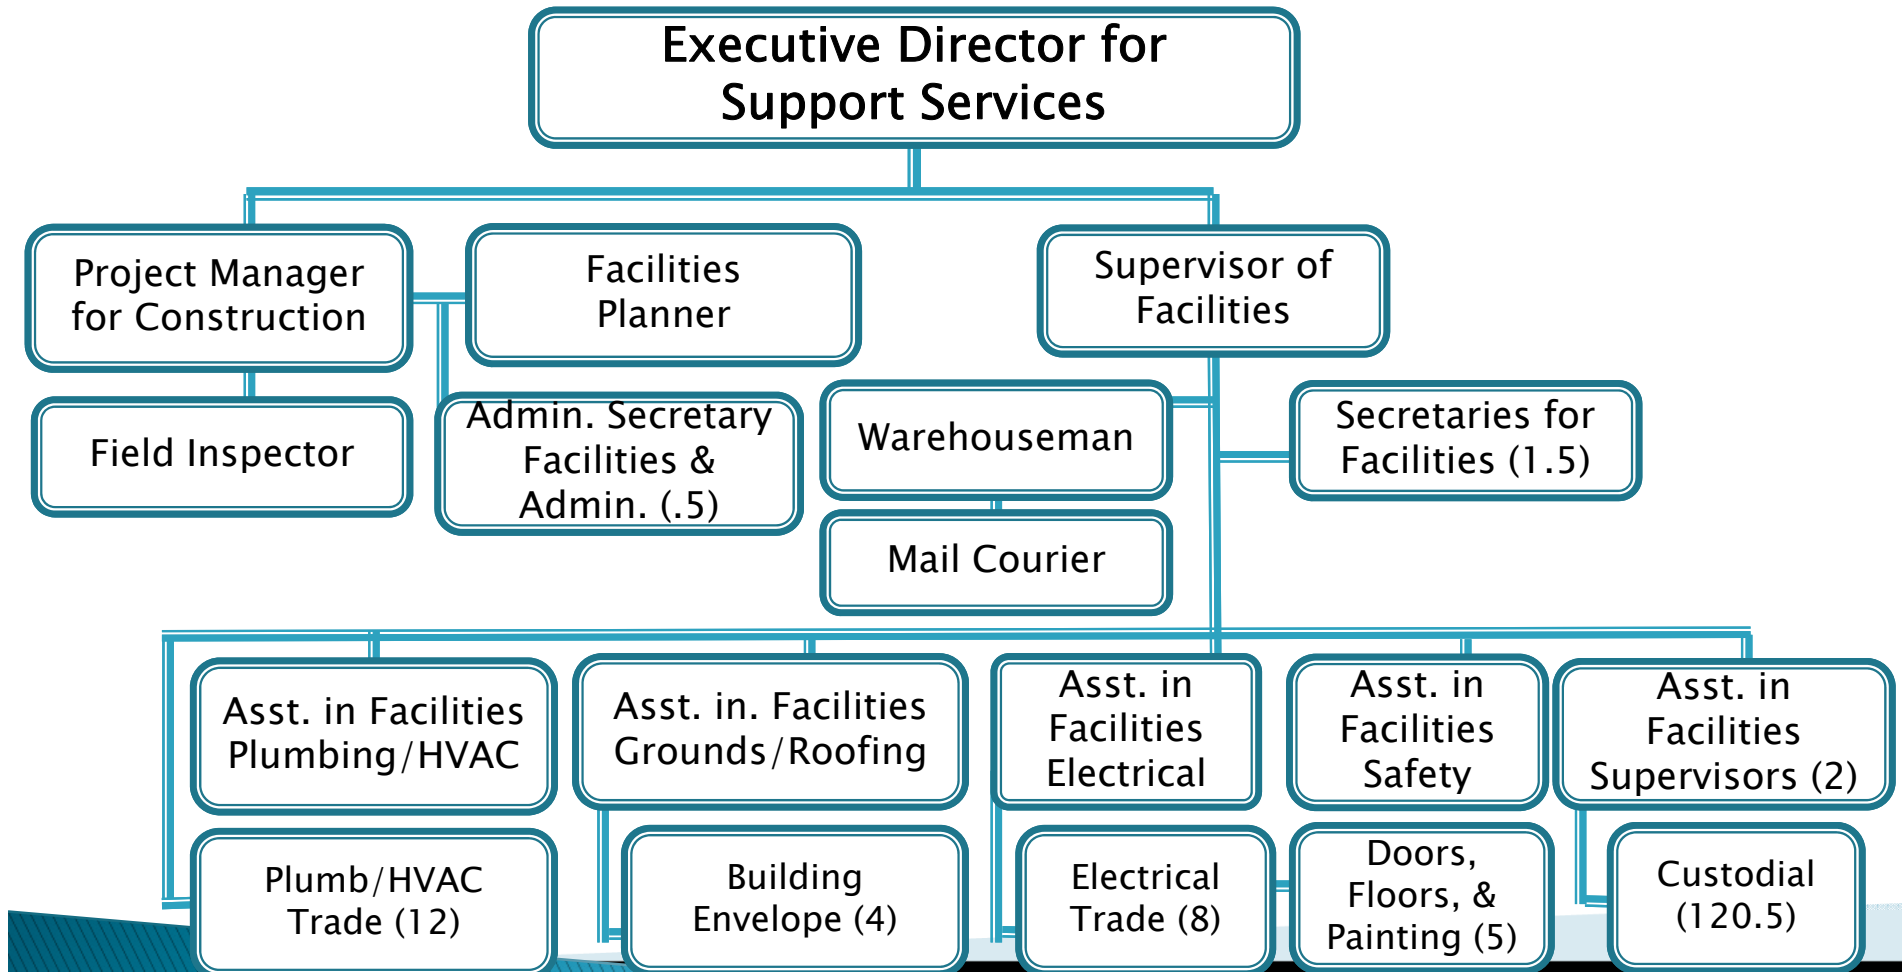 Executive Director for
Support Services
Project Manager
for Construction
Facilities
Planner
Supervisor of
Facilities
Field Inspector
Admin. Secretary
Facilities &
Admin. (.5)
Warehouseman
Secretaries for
Facilities (1.5)
Mail Courier
Asst. in Facilities
Plumbing/HVAC
Asst. in. Facilities
Grounds/Roofing
Asst. in
Facilities
Electrical
Asst. in
Facilities
Safety
Asst. in
Facilities
Supervisors (2)
Plumb/HVAC
Trade (12)
Building
Envelope (4)
Electrical
Trade (8)
Doors,
Floors, &
Painting (5)
Custodial
(120.5)